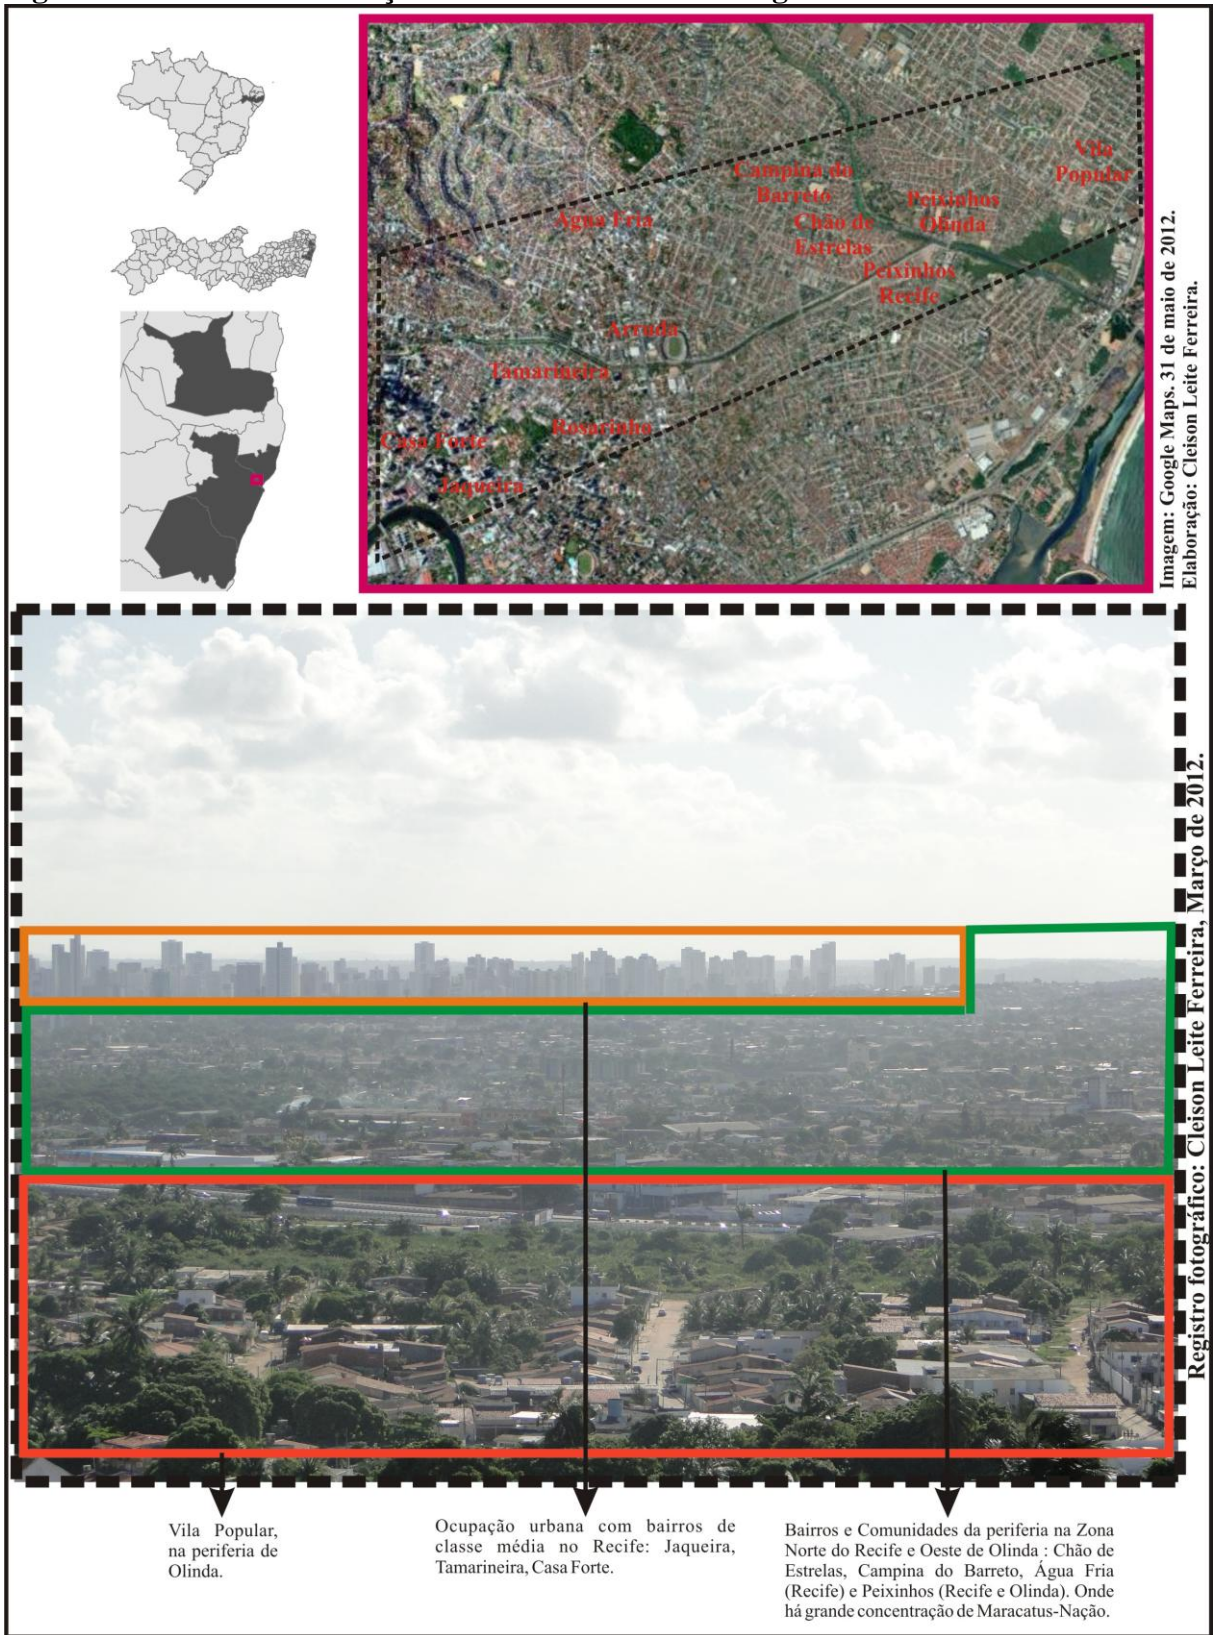 Campina do
Barreto
Vila
Popular
Água Fria
Chão de
Estrelas
Peixinhos
Olinda
Peixinhos
Recife
Arruda
Tamarineira
Rosarinho
Casa Forte
Jaqueira
Imagem: Google Maps. 31 de maio de 2012.
Elaboração: Cleison Leite Ferreira.
Registro fotográfico: Cleison Leite Ferreira, Março de 2012.
Vila Popular,
na periferia de
Olinda.
Ocupação urbana com bairros de
classe média no Recife: Jaqueira,
Tamarineira, Casa Forte.
Bairros e Comunidades da periferia na Zona
Norte do Recife e Oeste de Olinda : Chão de
Estrelas, Campina do Barreto, Água Fria
(Recife) e Peixinhos (Recife e Olinda). Onde
há grande concentração de Maracatus-Nação.